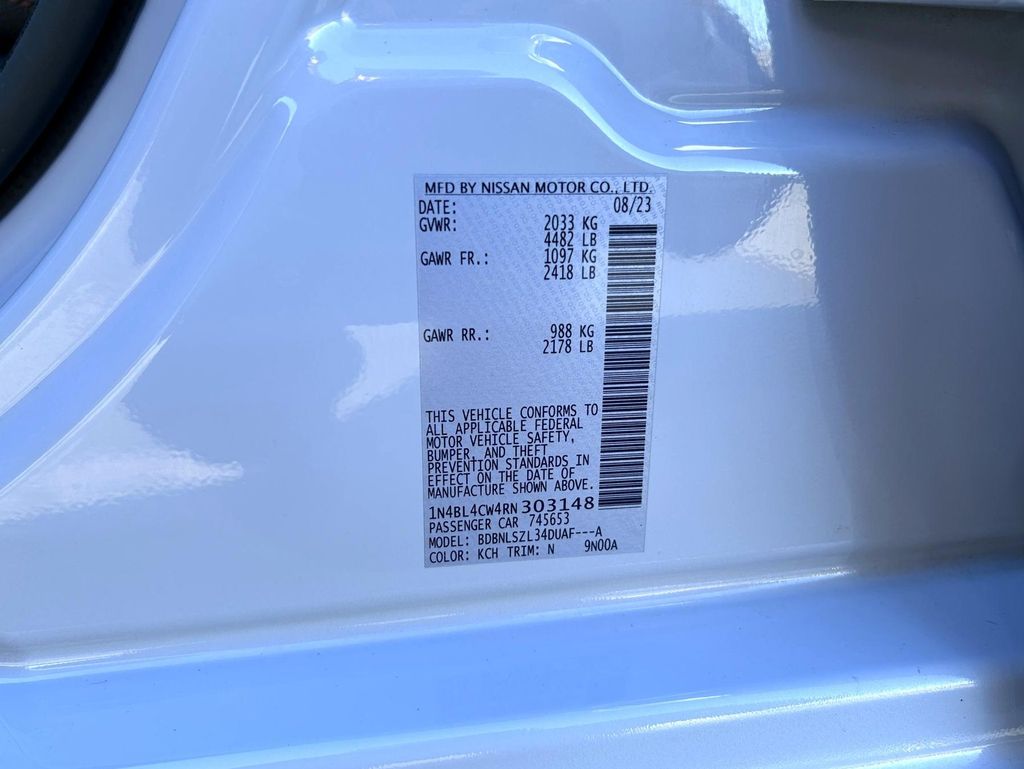 MFD BY NISSAN MOTOR CO., LTD.
DATE: 08/23
GVWR: 2033 KG
4482 LB
GAWR FR.: 1097 KG
2418 LB
GAWR RR.: 988 KG
2178 LB
THIS VEHICLE CONFORMS TO
ALL APPLICABLE FEDERAL
MOTOR VEHICLE SAFETY,
BUMPER, AND THEFT
PREVENTION STANDARDS IN
EFFECT ON THE DATE OF
MANUFACTURE SHOWN ABOVE.
1N4BL4CW4RN303148
PASSENGER CAR 745653
MODEL: BDBNLSZL34DUAF---A
COLOR: KCH TRIM: N 9N00A